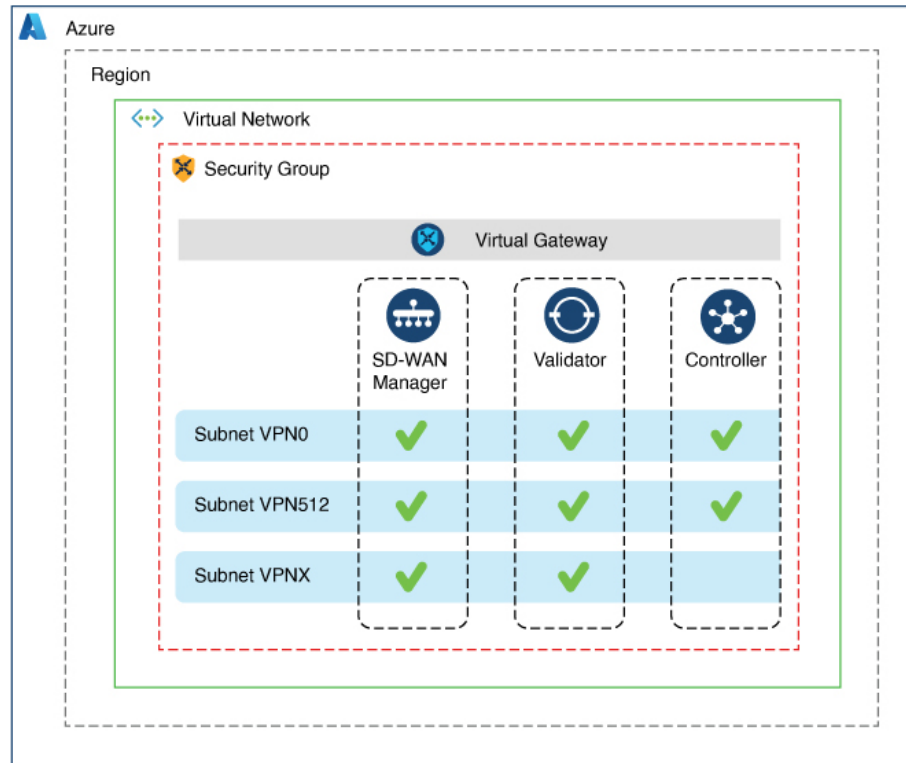 Azure
Region
Virtual Network
Security Group
Virtual Gateway
SD-WAN
Manager
Validator
Controller
Subnet VPN0
Subnet VPN512
Subnet VPNX